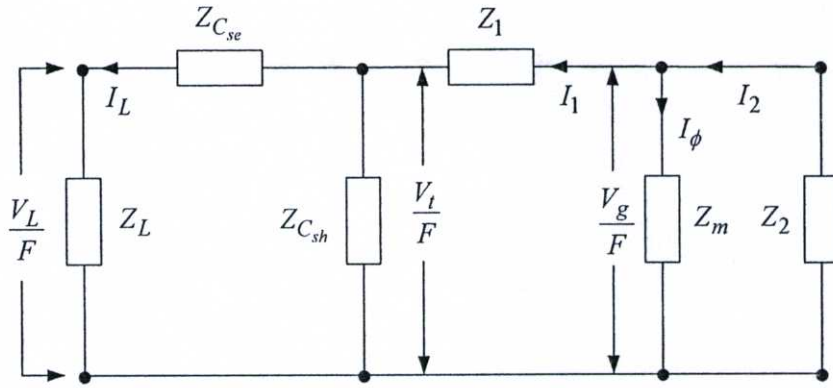 Z_{C_{se}}
Z_1
I_L
I_1
I_2
I_ϕ
V_L/F
Z_L
Z_{C_{sh}}
V_t/F
V_g/F
Z_m
Z_2